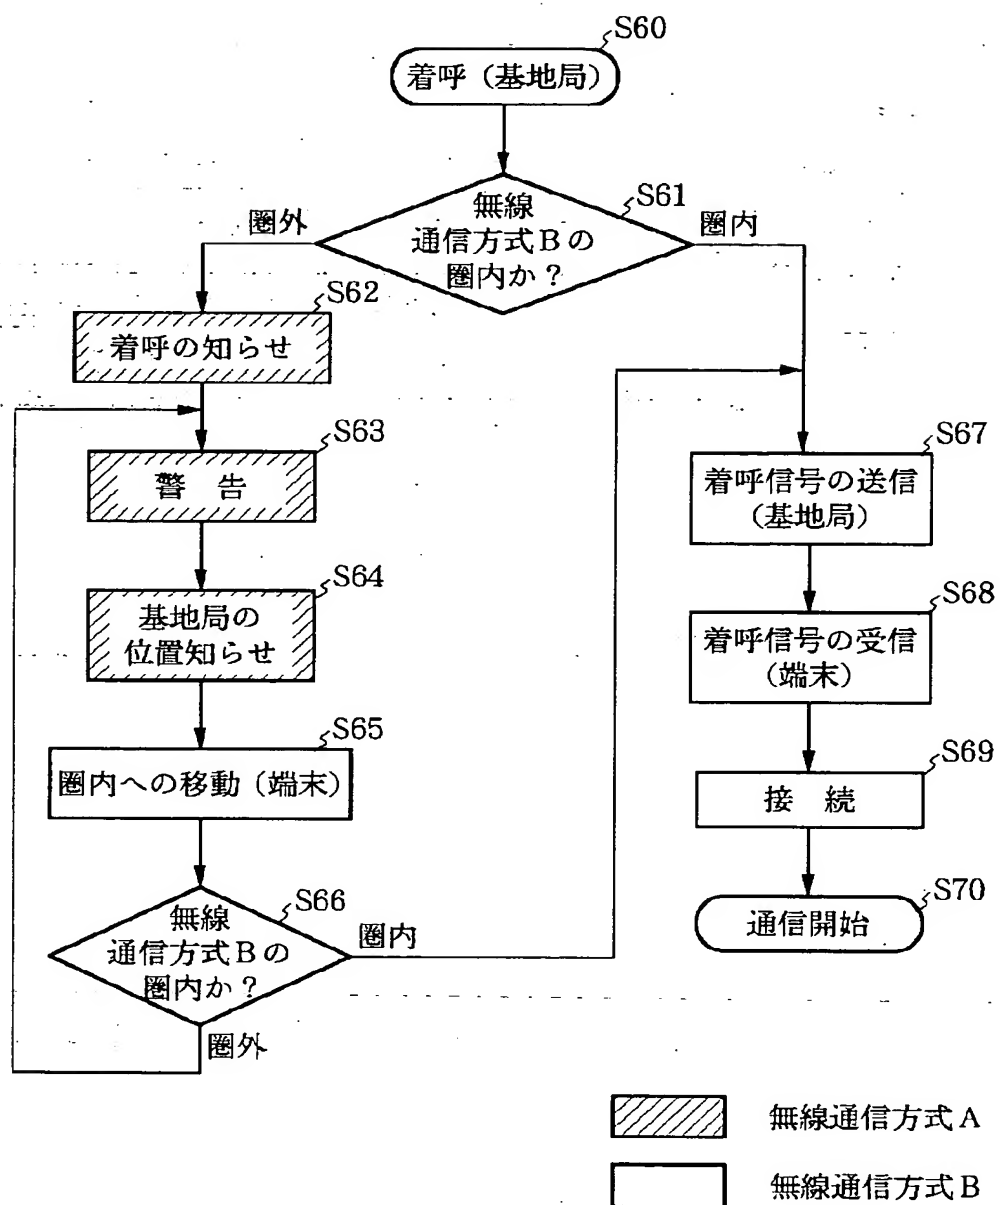 S60
着呼（基地局）
S61
無線
通信方式Bの
圏内か？
圏外
圏内
S62
着呼の知らせ
S63
警　告
S64
基地局の
位置知らせ
S65
圏内への移動（端末）
S66
無線
通信方式Bの
圏内か？
圏内
圏外
S67
着呼信号の送信
（基地局）
S68
着呼信号の受信
（端末）
S69
接　続
S70
通信開始
無線通信方式A
無線通信方式B